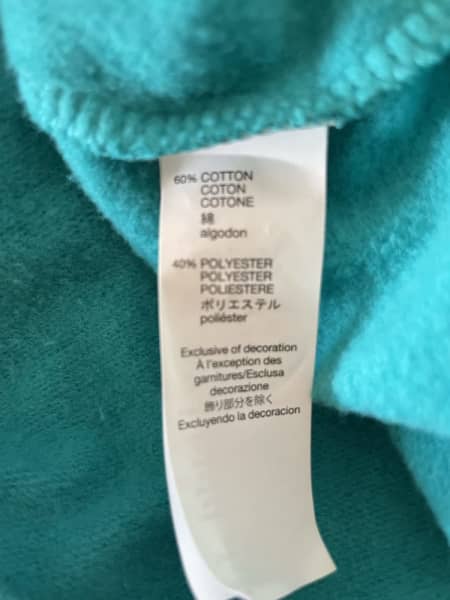 60% COTTON
COTON
COTONE
綿
algodon
40% POLYESTER
POLYESTER
POLIESTERE
ポリエステル
poliéster
Exclusive of decoration
À l'exception des
garnitures/Esclusa
decorazione
飾り部分を除く
Excluyendo la decoracion